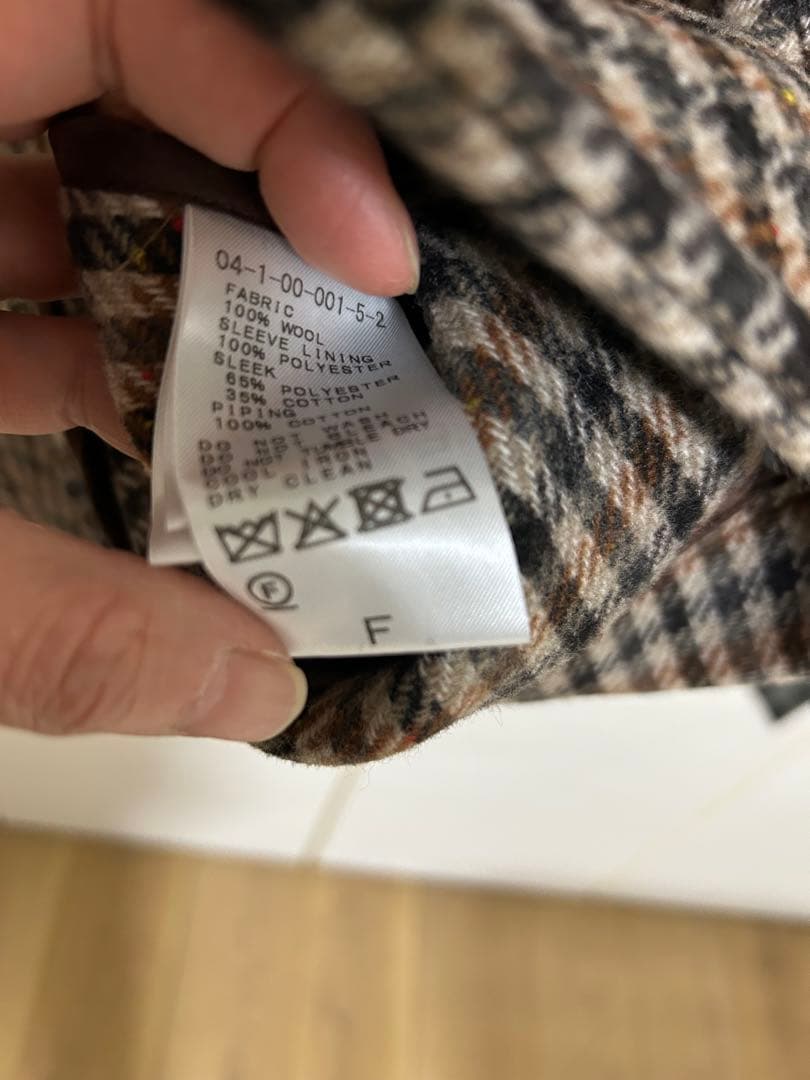 04-1-00-001-5-2
FABRIC
100% WOOL
SLEEVE LINING
100% POLYESTER
SLEEK
65% POLYESTER
35% COTTON
PIPING
100% COTTON
DO NOT WASH
DO NOT BLEACH
DO NOT TUMBLE DRY
COOL IRON
DRY CLEAN
F
F